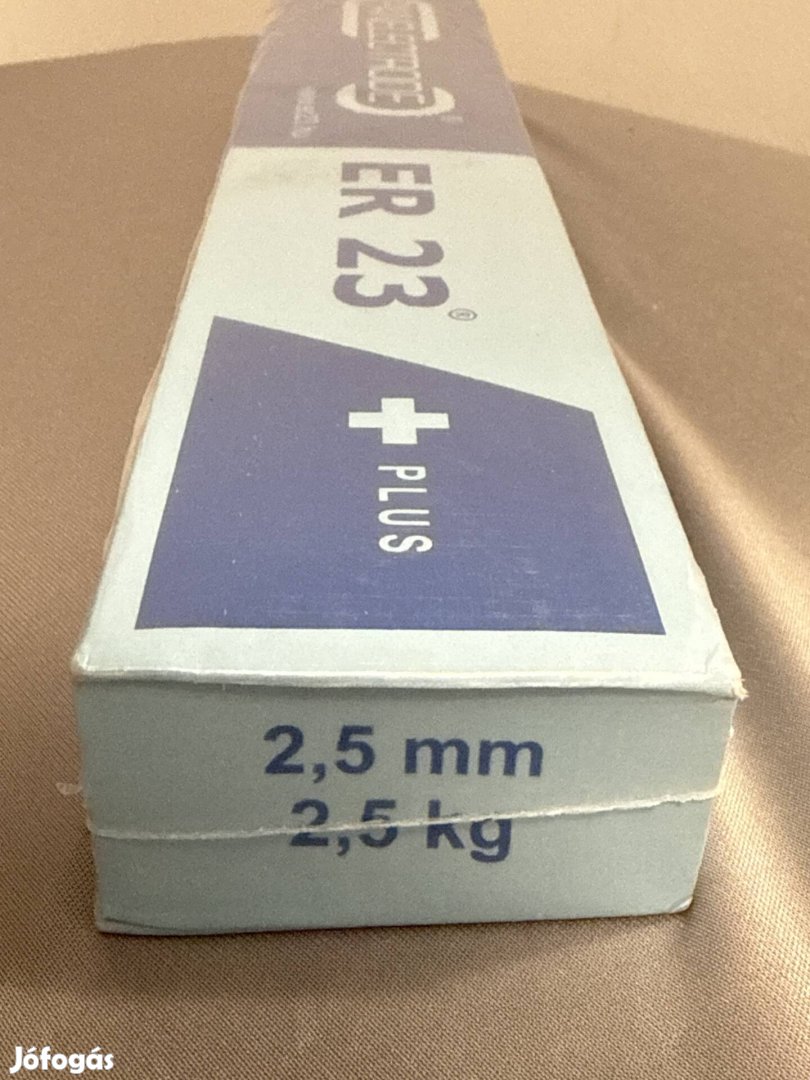 ELECTRODE
ER 23®
PLUS
2,5 mm
2,5 kg
Jófogás